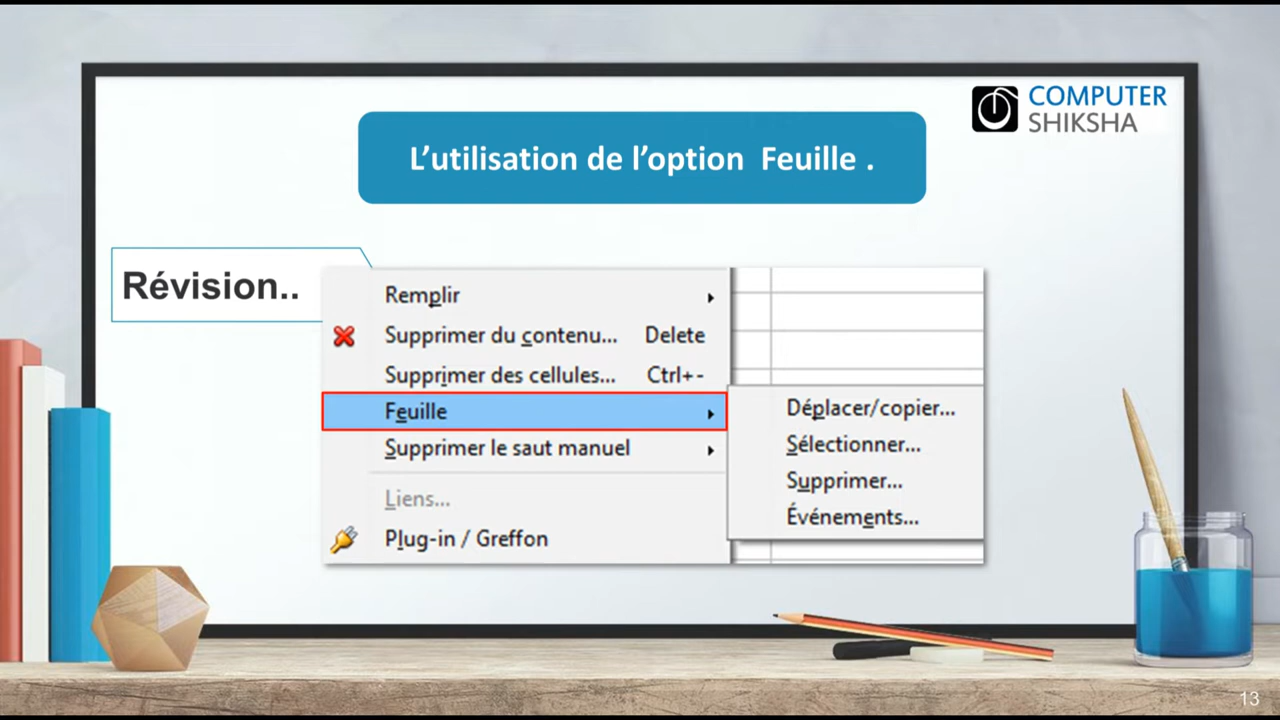 COMPUTER
SHIKSHA
L’utilisation de l’option Feuille .
Révision..
Remplir
Supprimer du contenu... Delete
Supprimer des cellules... Ctrl+-
Feuille
Supprimer le saut manuel
Liens...
Plug-in / Greffon
Déplacer/copier...
Sélectionner...
Supprimer...
Événements...
13